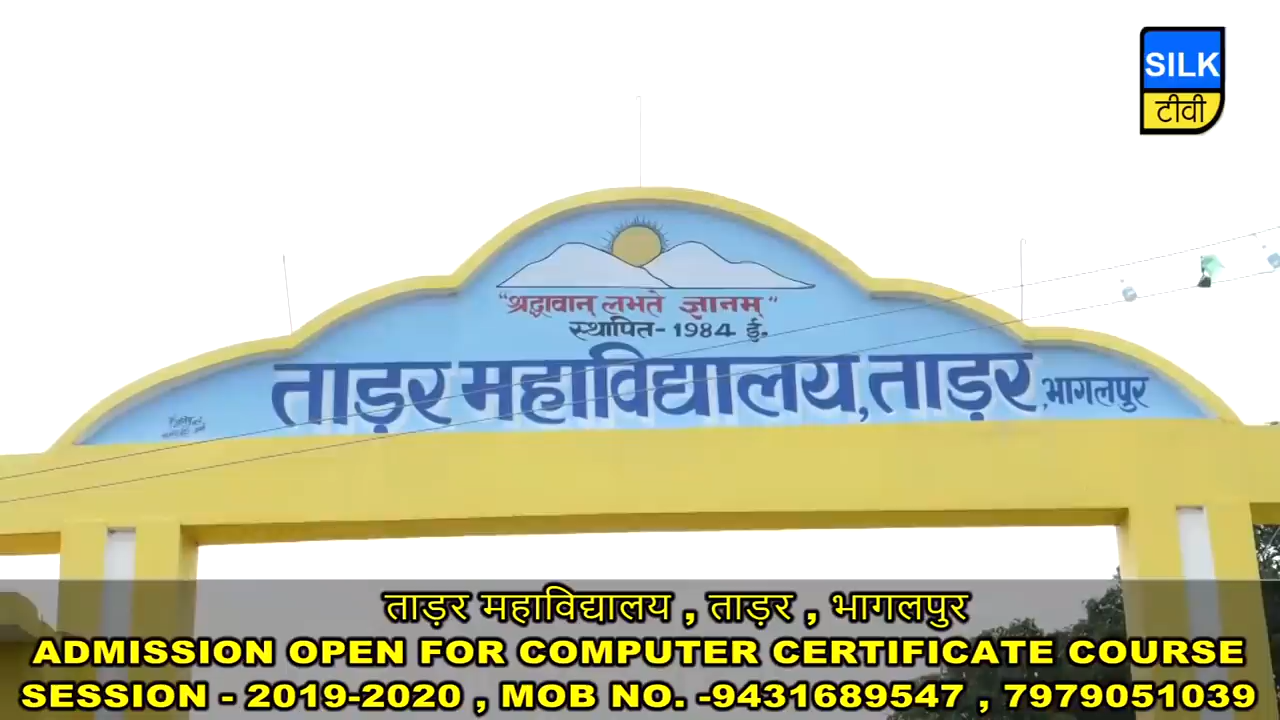 SILK
टीवी
"श्रद्धावान् लभते ज्ञानम्"
स्थापित-1984 ई.
ताड़र महाविद्यालय, ताड़र, भागलपुर
ताड़र महाविद्यालय , ताड़र , भागलपुर
ADMISSION OPEN FOR COMPUTER CERTIFICATE COURSE
SESSION - 2019-2020 , MOB NO. -9431689547 , 7979051039